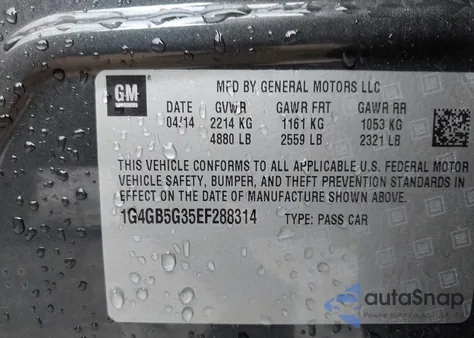 GM
MFD BY GENERAL MOTORS LLC
DATE GVWR GAWR FRT GAWR RR
04/14 2214 KG 1161 KG 1053 KG
4880 LB 2559 LB 2321 LB
THIS VEHICLE CONFORMS TO ALL APPLICABLE U.S. FEDERAL MOTOR
VEHICLE SAFETY, BUMPER, AND THEFT PREVENTION STANDARDS IN
EFFECT ON THE DATE OF MANUFACTURE SHOWN ABOVE.
1G4GB5G35EF288314 TYPE: PASS CAR
autoSnap